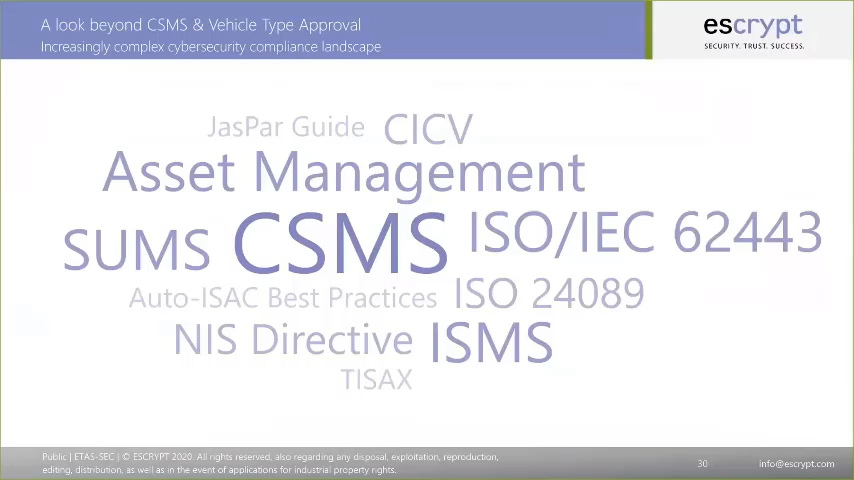 A look beyond CSMS & Vehicle Type Approval
Increasingly complex cybersecurity compliance landscape
escrypt
SECURITY. TRUST. SUCCESS.
JasPar Guide CICV
Asset Management
SUMS CSMS ISO/IEC 62443
Auto-ISAC Best Practices ISO 24089
NIS Directive ISMS
TISAX
Public | ETAS-SEC | © ESCRYPT 2020. All rights reserved, also regarding any disposal, exploitation, reproduction,
editing, distribution, as well as in the event of applications for industrial property rights.
30
info@escrypt.com